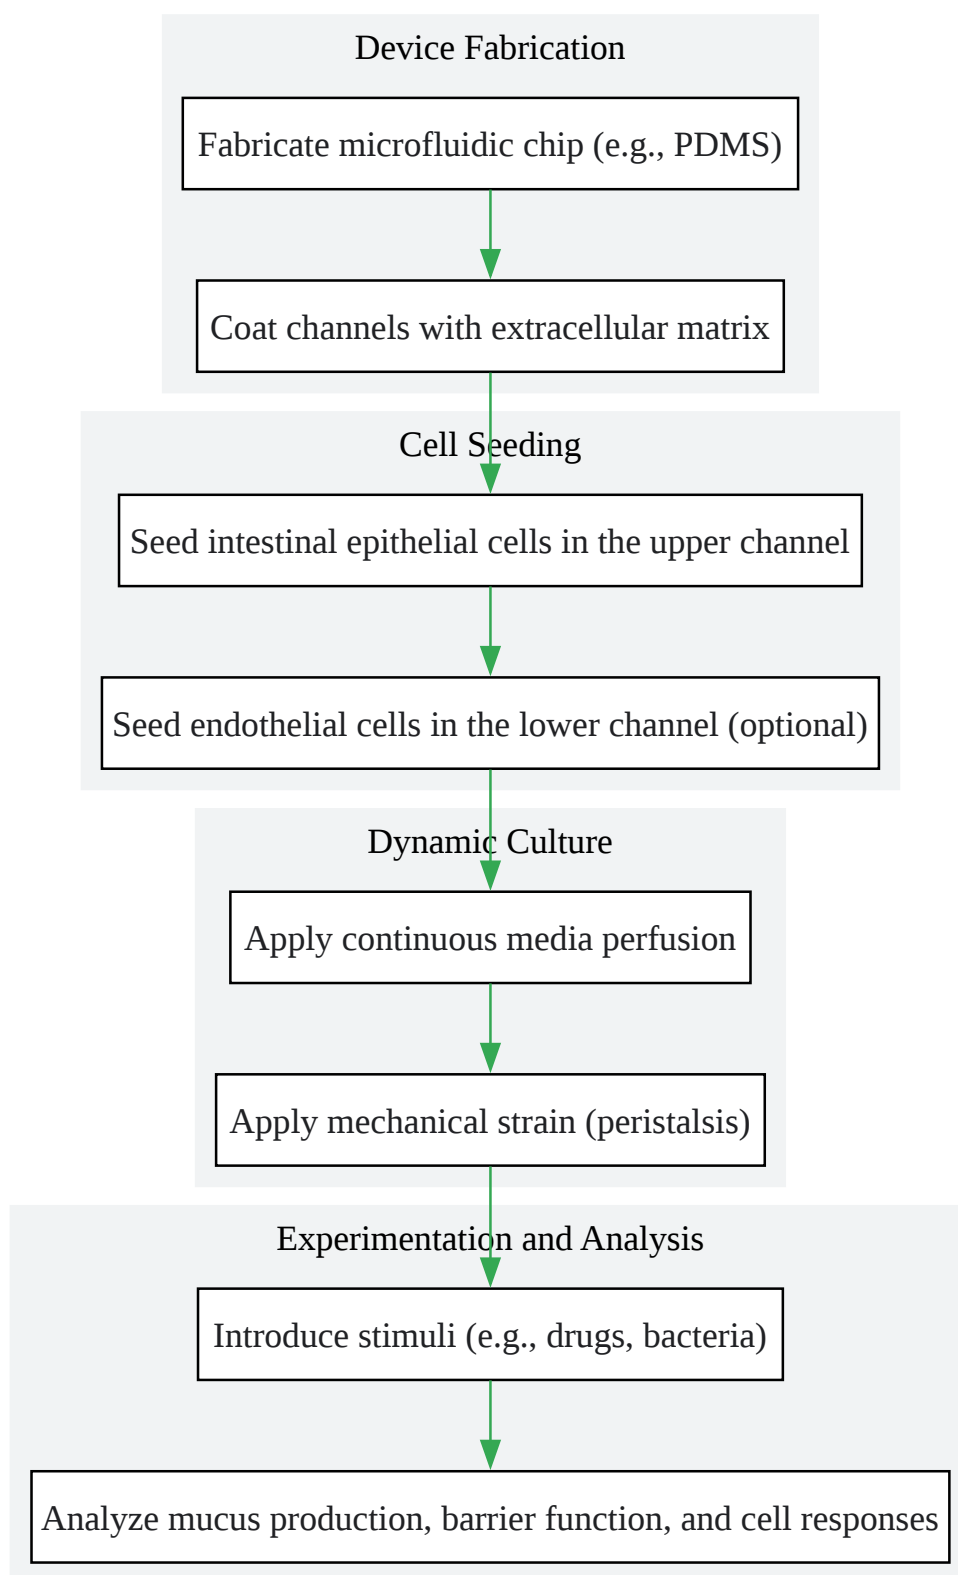 Device Fabrication
Fabricate microfluidic chip (e.g., PDMS)
Coat channels with extracellular matrix
Cell Seeding
Seed intestinal epithelial cells in the upper channel
Seed endothelial cells in the lower channel (optional)
Dynamic Culture
Apply continuous media perfusion
Apply mechanical strain (peristalsis)
Experimentation and Analysis
Introduce stimuli (e.g., drugs, bacteria)
Analyze mucus production, barrier function, and cell responses